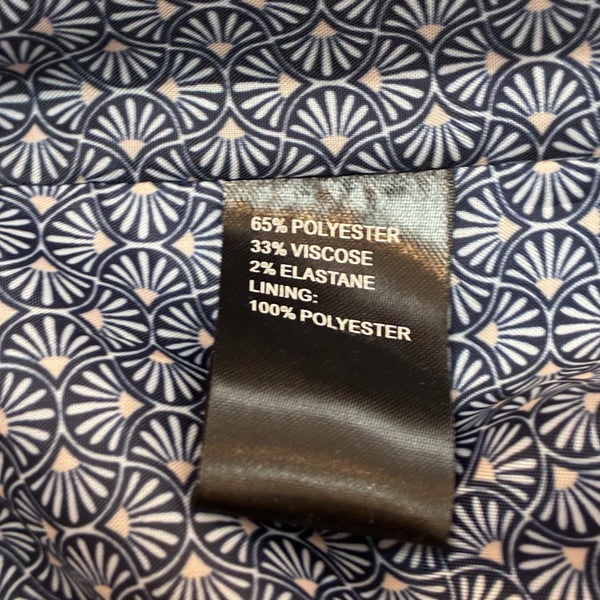 65% POLYESTER
33% VISCOSE
2% ELASTANE
LINING:
100% POLYESTER